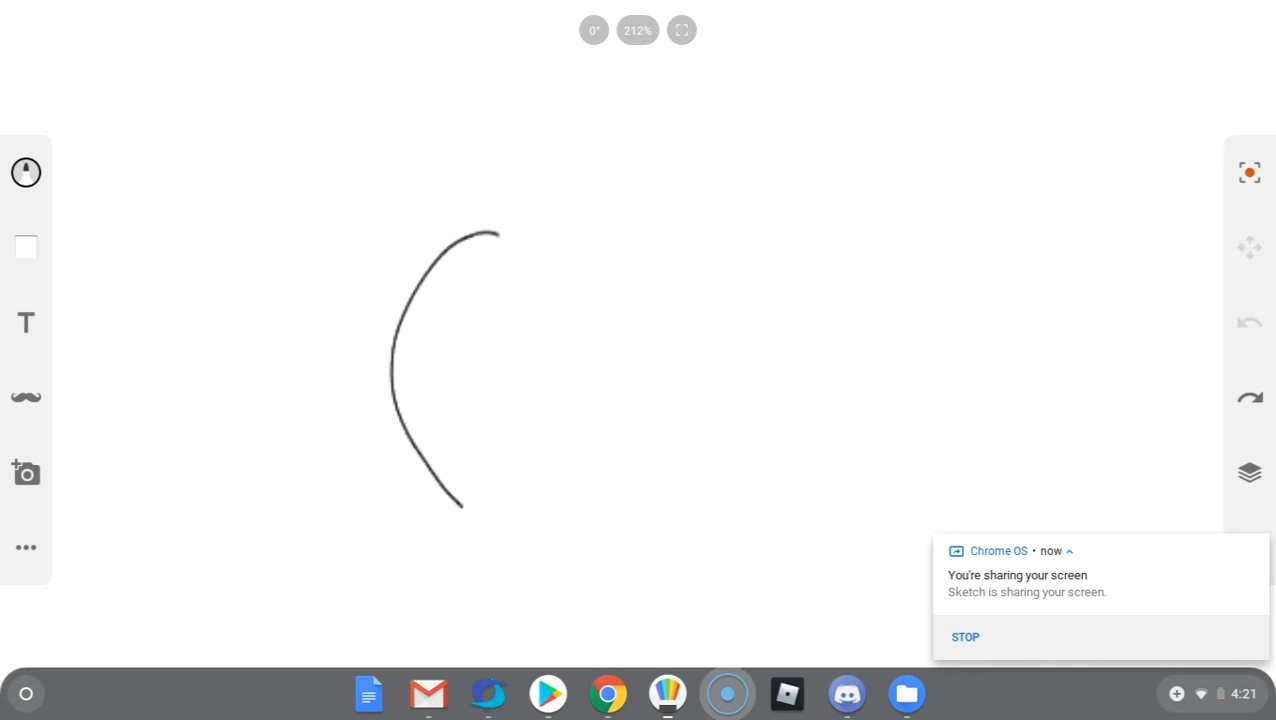 0°
212%
T
Chrome OS • now
You're sharing your screen
Sketch is sharing your screen.
STOP
4:21